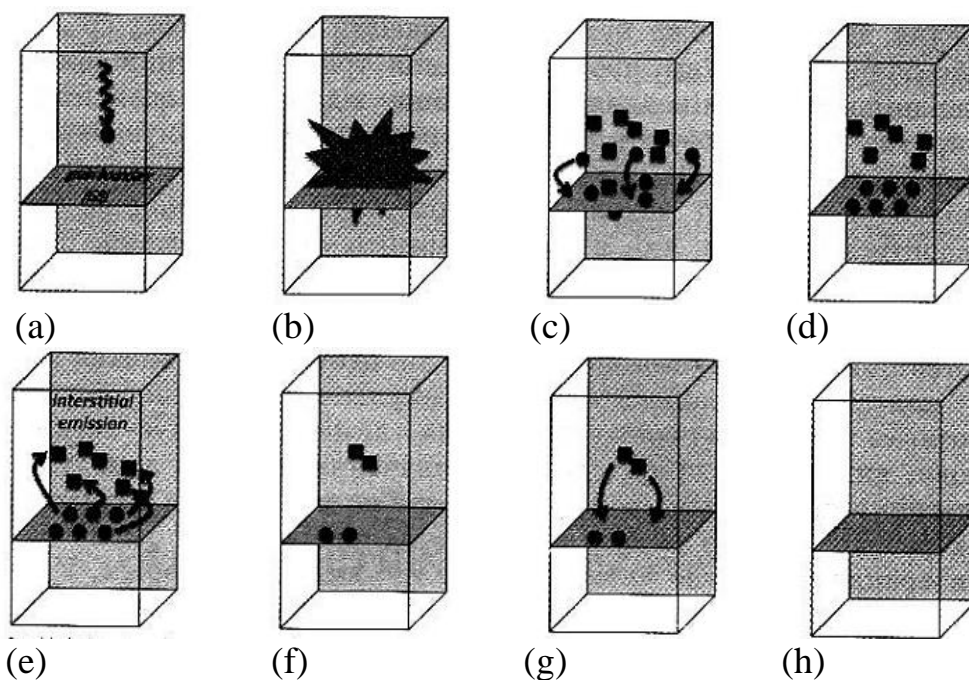 (a)
(b)
(c)
(d)
interstitial
emission
(e)
(f)
(g)
(h)